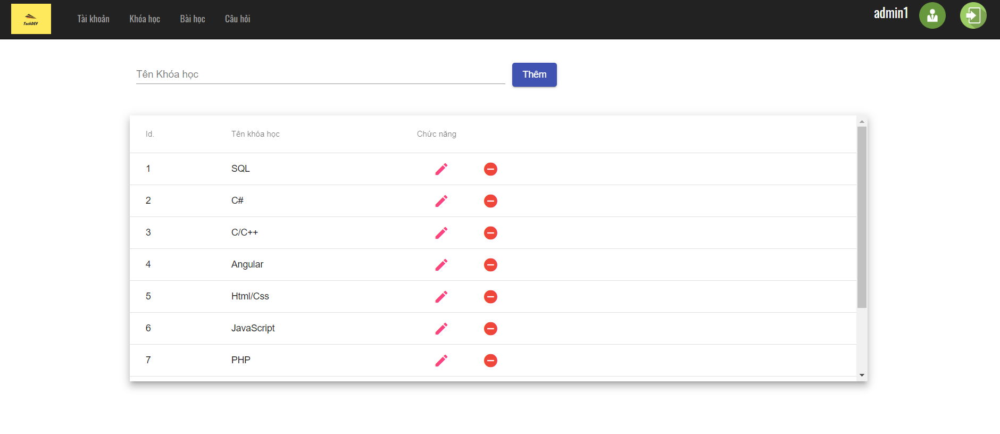 TechDEV
Tài khoản Khóa học Bài học Câu hỏi admin1
Tên Khóa học Thêm
Id. Tên khóa học Chức năng
1 SQL
2 C#
3 C/C++
4 Angular
5 Html/Css
6 JavaScript
7 PHP